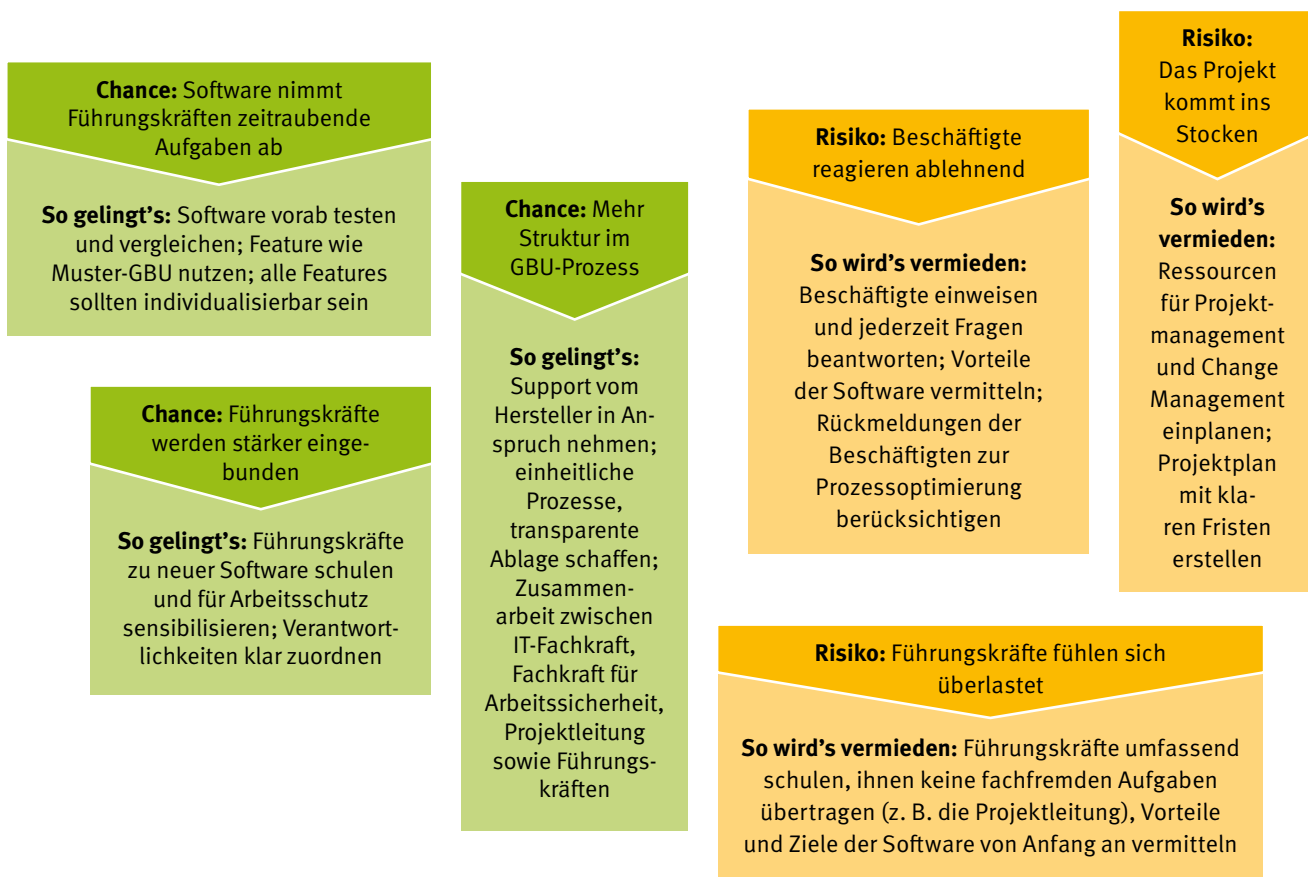 Chance: Software nimmt
Führungskräften zeitraubende
Aufgaben ab
So gelingt's: Software vorab testen
und vergleichen; Feature wie
Muster-GBU nutzen; alle Features
sollten individualisierbar sein
Chance: Führungskräfte
werden stärker einge-
bunden
So gelingt's: Führungskräfte
zu neuer Software schulen
und für Arbeitsschutz
sensibilisieren; Verantwort-
lichkeiten klar zuordnen
Chance: Mehr
Struktur im
GBU-Prozess
So gelingt's:
Support vom
Hersteller in An-
spruch nehmen;
einheitliche
Prozesse,
transparente
Ablage schaffen;
Zusammen-
arbeit zwischen
IT-Fachkraft,
Fachkraft für
Arbeitssicherheit,
Projektleitung
sowie Führungs-
kräften
Risiko: Beschäftigte
reagieren ablehnend
So wird's vermieden:
Beschäftigte einweisen
und jederzeit Fragen
beantworten; Vorteile
der Software vermitteln;
Rückmeldungen der
Beschäftigten zur
Prozessoptimierung
berücksichtigen
Risiko:
Das Projekt
kommt ins
Stocken
So wird's
vermieden:
Ressourcen
für Projekt-
management
und Change
Management
einplanen;
Projektplan
mit kla-
ren Fristen
erstellen
Risiko: Führungskräfte fühlen sich
überlastet
So wird's vermieden: Führungskräfte umfassend
schulen, ihnen keine fachfremden Aufgaben
übertragen (z. B. die Projektleitung), Vorteile
und Ziele der Software von Anfang an vermitteln